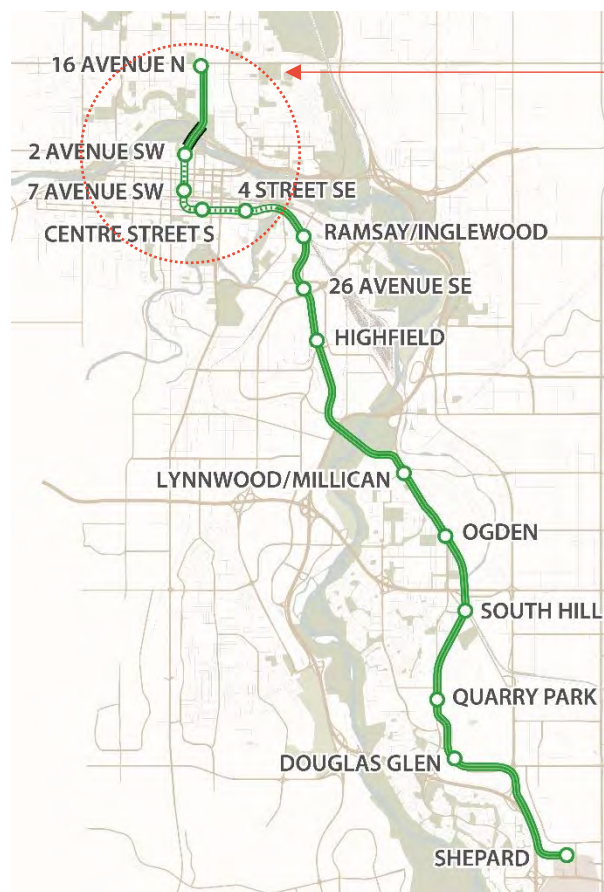 16 AVENUE N
2 AVENUE SW
7 AVENUE SW
4 STREET SE
CENTRE STREET S
RAMSAY/INGLEWOOD
26 AVENUE SE
HIGHFIELD
LYNNWOOD/MILLICAN
OGDEN
SOUTH HILL
QUARRY PARK
DOUGLAS GLEN
SHEPARD